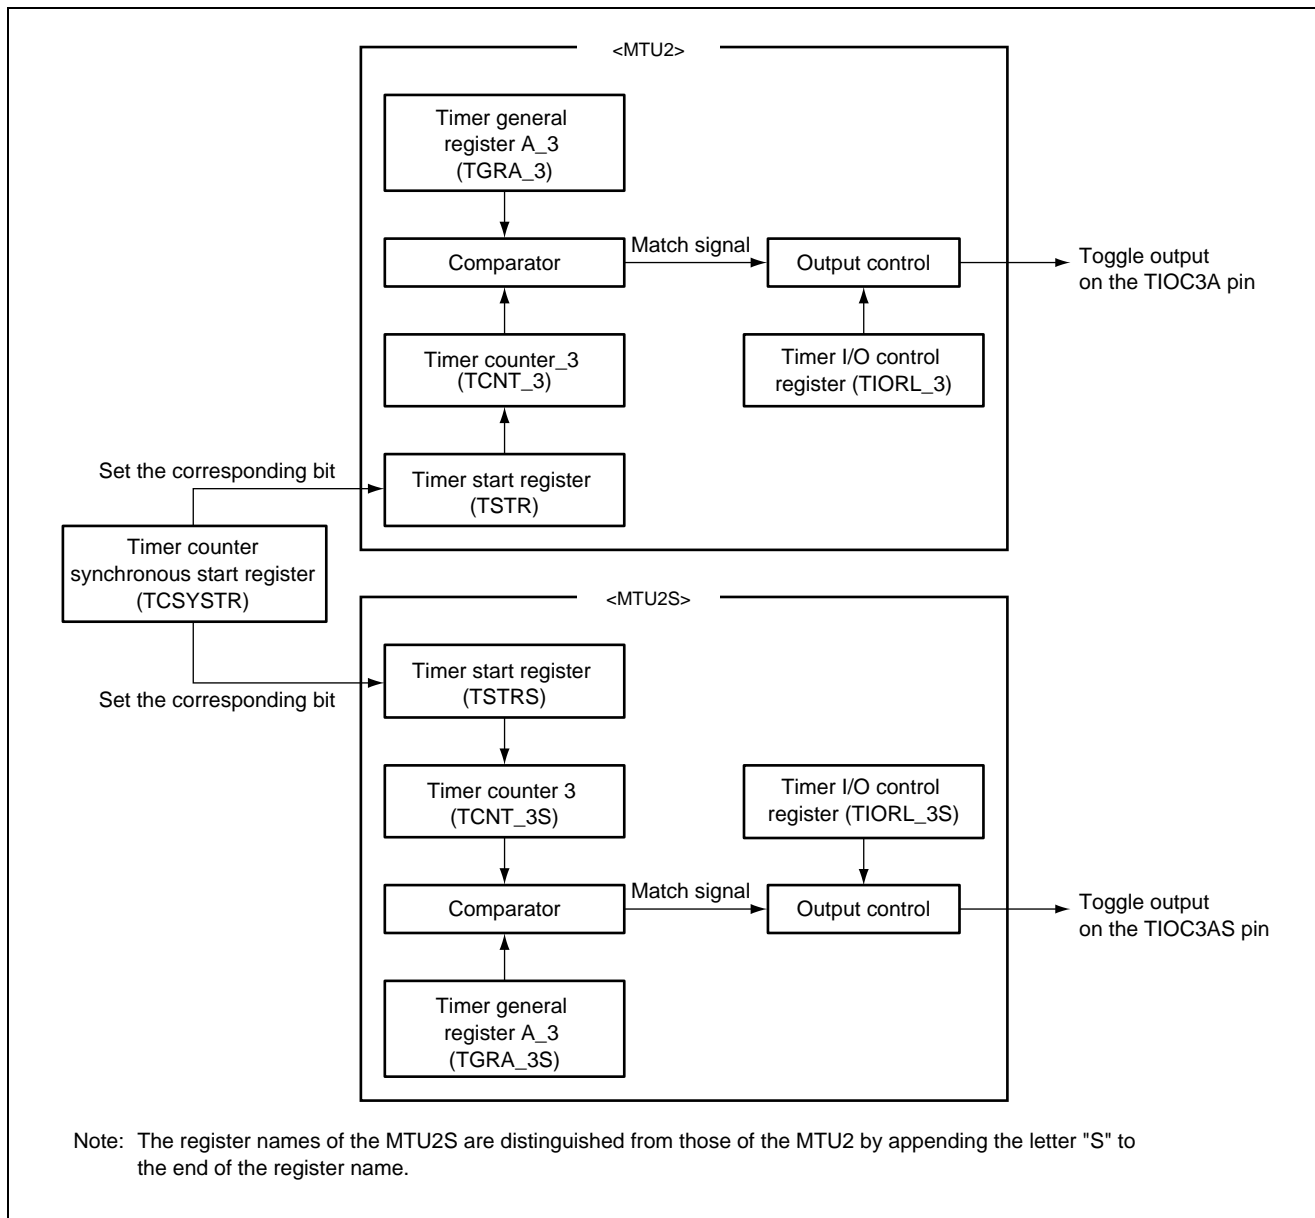 <MTU2>
Timer general
register A_3
(TGRA_3)
Comparator
Match signal
Output control
Toggle output
on the TIOC3A pin
Timer counter_3
(TCNT_3)
Timer I/O control
register (TIORL_3)
Set the corresponding bit
Timer start register
(TSTR)
Timer counter
synchronous start register
(TCSYSTR)
<MTU2S>
Timer start register
(TSTRS)
Set the corresponding bit
Timer counter 3
(TCNT_3S)
Timer I/O control
register (TIORL_3S)
Comparator
Match signal
Output control
Toggle output
on the TIOC3AS pin
Timer general
register A_3
(TGRA_3S)
Note: The register names of the MTU2S are distinguished from those of the MTU2 by appending the letter "S" to
the end of the register name.